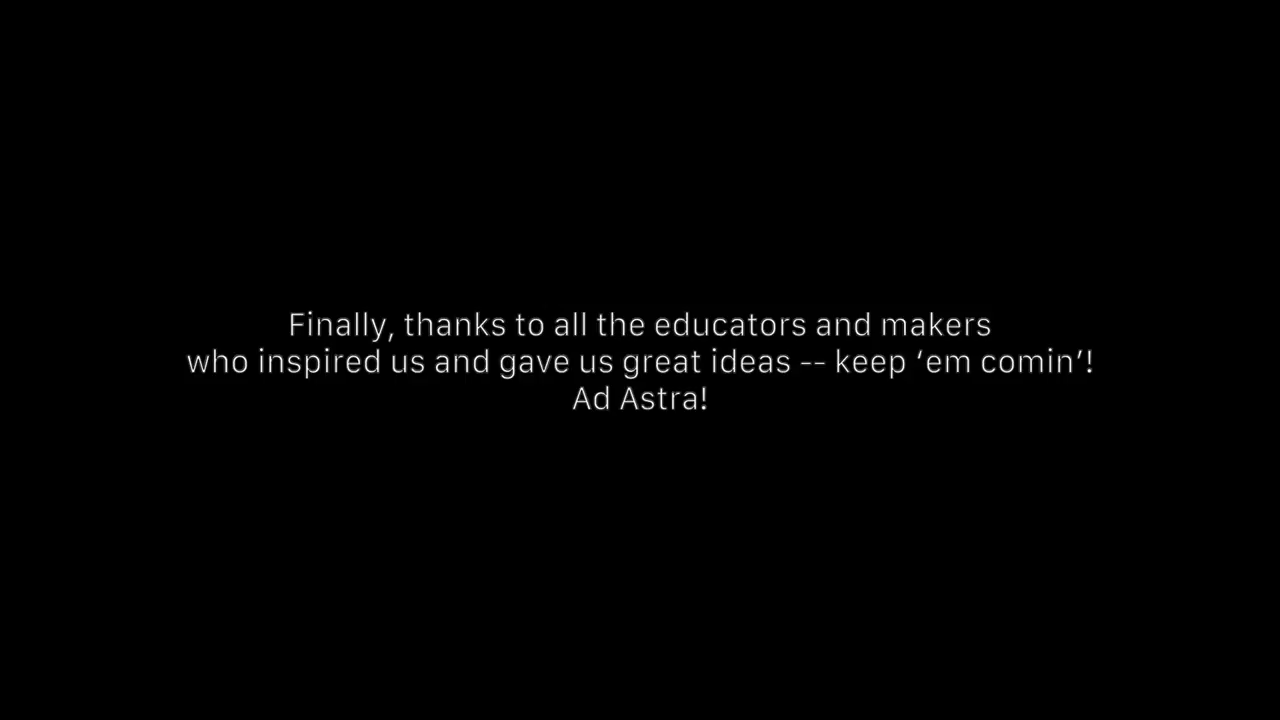 Finally, thanks to all the educators and makers
who inspired us and gave us great ideas -- keep ‘em comin’!
Ad Astra!